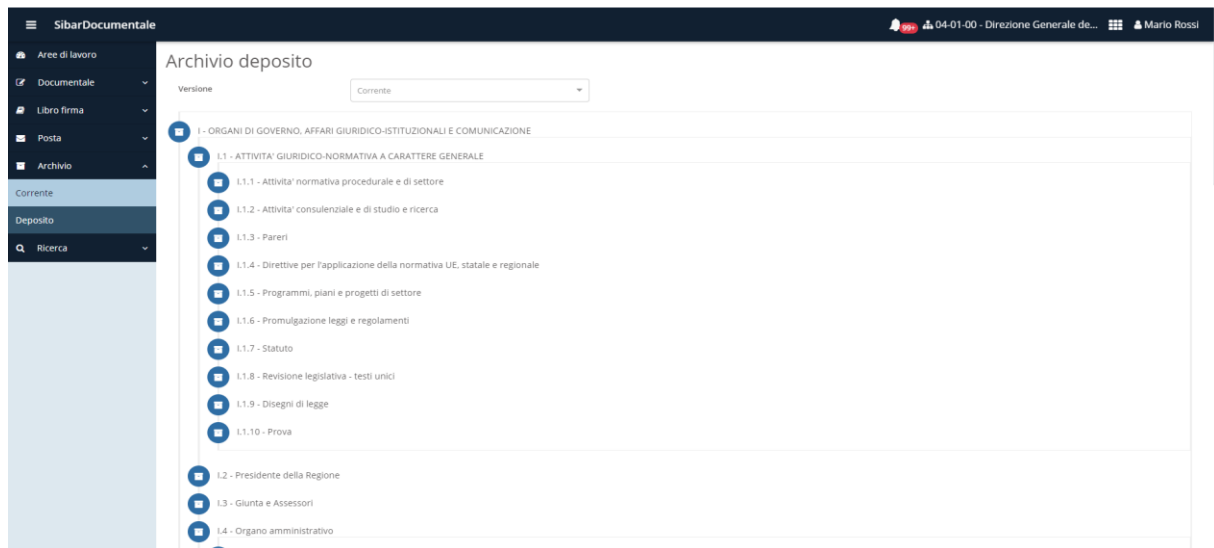 SibarDocumentale
99+ 04-01-00 - Direzione Generale de... Mario Rossi
Aree di lavoro
Documentale
Libro firma
Posta
Archivio
Corrente
Deposito
Ricerca
Archivio deposito
Versione Corrente
I - ORGANI DI GOVERNO, AFFARI GIURIDICO-ISTITUZIONALI E COMUNICAZIONE
I.1 - ATTIVITA' GIURIDICO-NORMATIVA A CARATTERE GENERALE
I.1.1 - Attivita' normativa procedurale e di settore
I.1.2 - Attivita' consulenziale e di studio e ricerca
I.1.3 - Pareri
I.1.4 - Direttive per l'applicazione della normativa UE, statale e regionale
I.1.5 - Programmi, piani e progetti di settore
I.1.6 - Promulgazione leggi e regolamenti
I.1.7 - Statuto
I.1.8 - Revisione legislativa - testi unici
I.1.9 - Disegni di legge
I.1.10 - Prova
I.2 - Presidente della Regione
I.3 - Giunta e Assessori
I.4 - Organo amministrativo